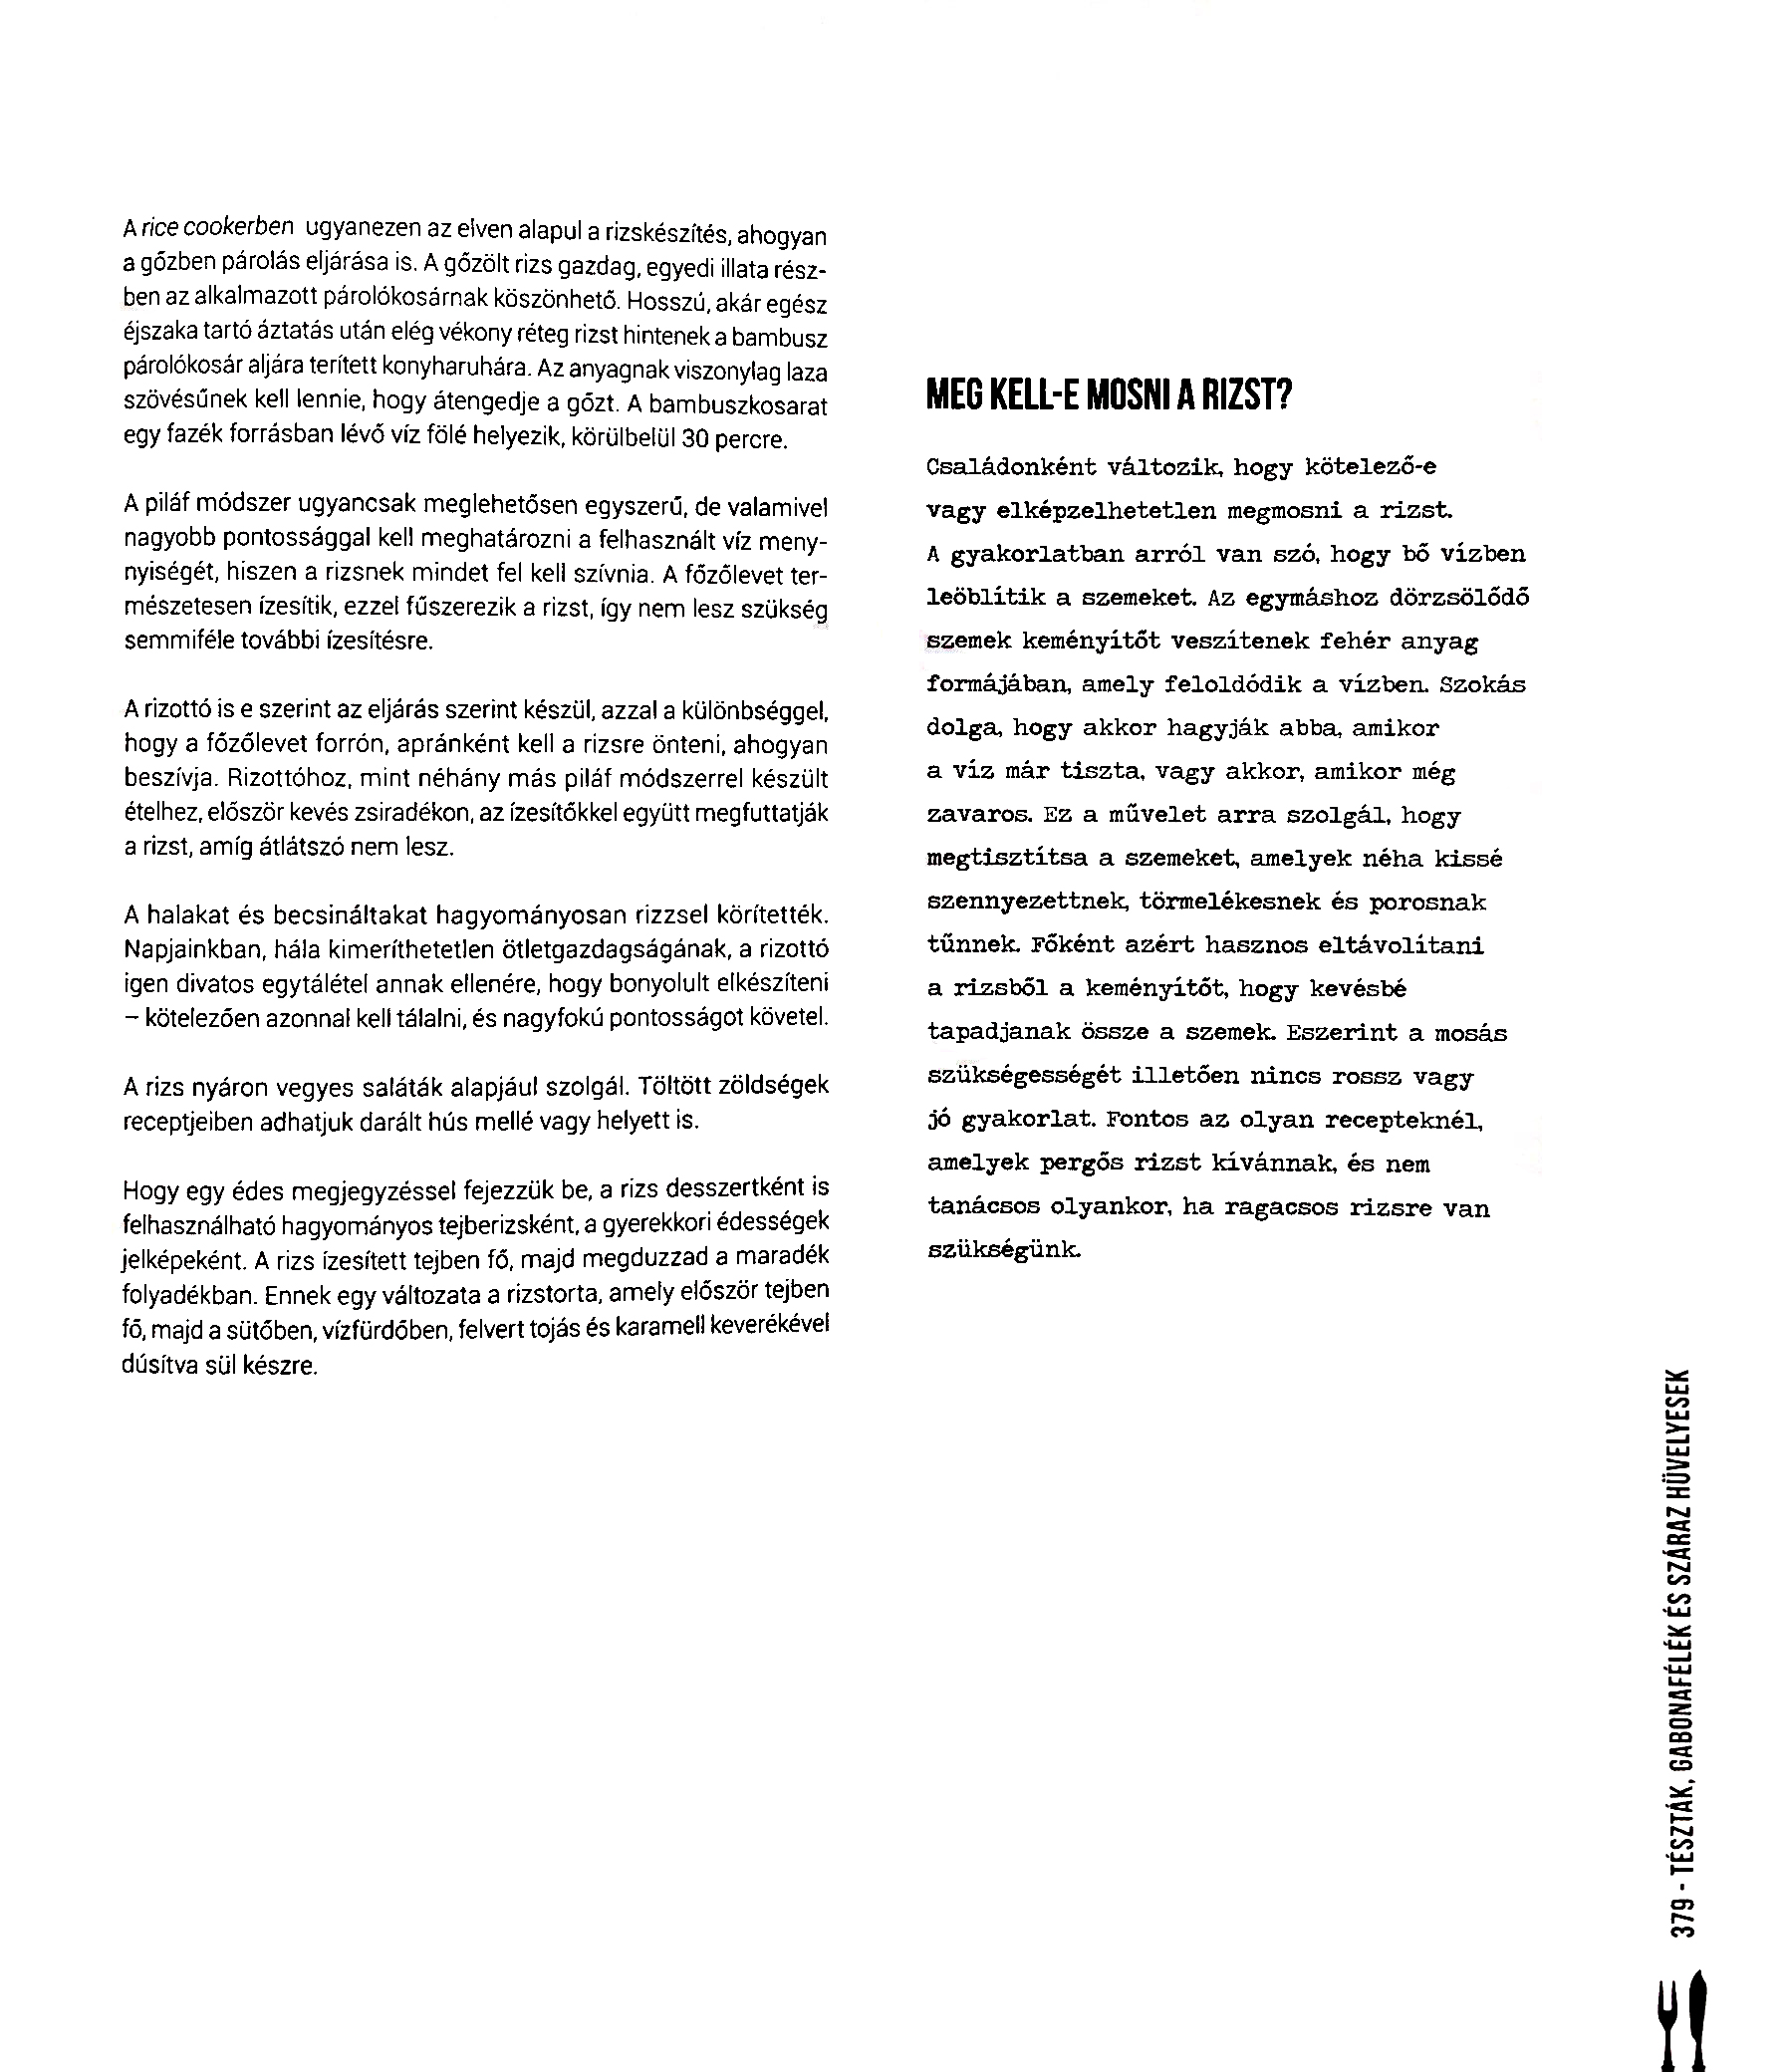 A rice cookerben ugyanezen az elven alapul a rizskészítés, ahogyan
a gőzben párolás eljárása is. A gőzölt rizs gazdag, egyedi illata rész-
ben az alkalmazott párolókosárnak köszönhető. Hosszú, akár egész
éjszaka tartó áztatás után elég vékony réteg rizst hintenek a bambusz
párolókosár aljára terített konyharuhára. Az anyagnak viszonylag laza
szövésűnek kell lennie, hogy átengedje a gőzt. A bambuszkosarat
egy fazék forrásban lévő víz fölé helyezik, körülbelül 30 percre.

A piláf módszer ugyancsak meglehetősen egyszerű, de valamivel
nagyobb pontossággal kell meghatározni a felhasznált víz meny-
nyiségét, hiszen a rizsnek mindet fel kell szívnia. A főzőlevet ter-
mészetesen ízesítik, ezzel fűszerezik a rizst, így nem lesz szükség
semmiféle további ízesítésre.

A rizottó is e szerint az eljárás szerint készül, azzal a különbséggel,
hogy a főzőlevet forrón, apránként kell a rizsre önteni, ahogyan
beszívja. Rizottóhoz, mint néhány más piláf módszerrel készült
ételhez, először kevés zsiradékon, az ízesítőkkel együtt megfuttatják
a rizst, amíg átlátszó nem lesz.

A halakat és becsináltakat hagyományosan rizzsel körítették.
Napjainkban, hála kimeríthetetlen ötletgazdagságának, a rizottó
igen divatos egytálétel annak ellenére, hogy bonyolult elkészíteni
– kötelezően azonnal kell tálalni, és nagyfokú pontosságot követel.

A rizs nyáron vegyes saláták alapjául szolgál. Töltött zöldségek
receptjeiben adhatjuk darált hús mellé vagy helyett is.

Hogy egy édes megjegyzéssel fejezzük be, a rizs desszertként is
felhasználható hagyományos tejberizsként, a gyerekkori édességek
jelképeként. A rizs ízesített tejben fő, majd megduzzad a maradék
folyadékban. Ennek egy változata a rizstorta, amely először tejben
fő, majd a sütőben, vízfürdőben, felvert tojás és karamell keverékével
dúsítva sül készre.

MEG KELL-E MOSNI A RIZST?

Családonként változik, hogy kötelező-e
vagy elképzelhetetlen megmosni a rizst.
A gyakorlatban arról van szó, hogy bő vízben
leöblítik a szemeket. Az egymáshoz dörzsölődő
szemek keményítőt veszítenek fehér anyag
formájában, amely feloldódik a vízben. Szokás
dolga, hogy akkor hagyják abba, amikor
a víz már tiszta, vagy akkor, amikor még
zavaros. Ez a művelet arra szolgál, hogy
megtisztítsa a szemeket, amelyek néha kissé
szennyezettnek, törmelékesnek és porosnak
tűnnek. Főként azért hasznos eltávolítani
a rizsből a keményítőt, hogy kevésbé
tapadjanak össze a szemek. Eszerint a mosás
szükségességét illetően nincs rossz vagy
jó gyakorlat. Fontos az olyan recepteknél,
amelyek pergős rizst kívánnak, és nem
tanácsos olyankor, ha ragacsos rizsre van
szükségünk.

379 - TÉSZTÁK, GABONAFÉLÉK ÉS SZÁRAZ HÜVELYESEK